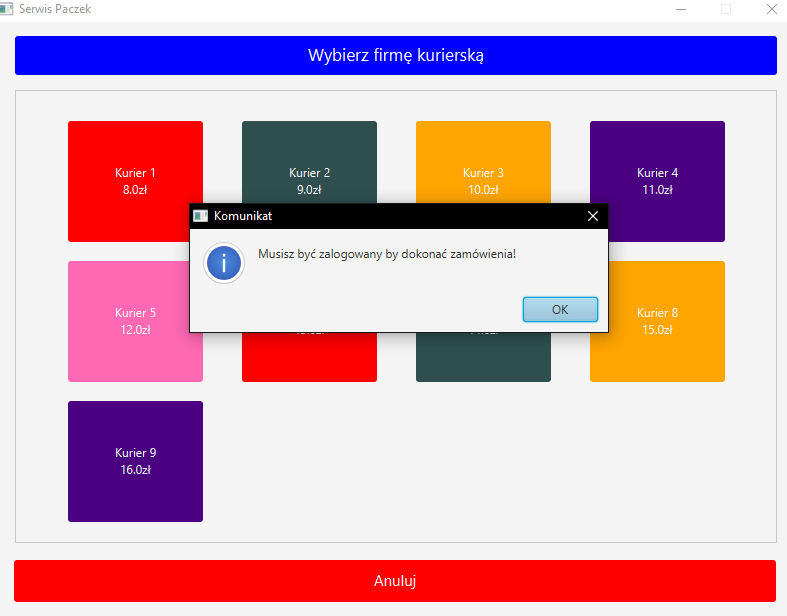 Serwis Paczek
Wybierz firmę kurierską
Kurier 1
8.0zł
Kurier 2
9.0zł
Kurier 3
10.0zł
Kurier 4
11.0zł
Komunikat
Musisz być zalogowany by dokonać zamówienia!
OK
Kurier 5
12.0zł
Kurier 8
15.0zł
Kurier 9
16.0zł
Anuluj